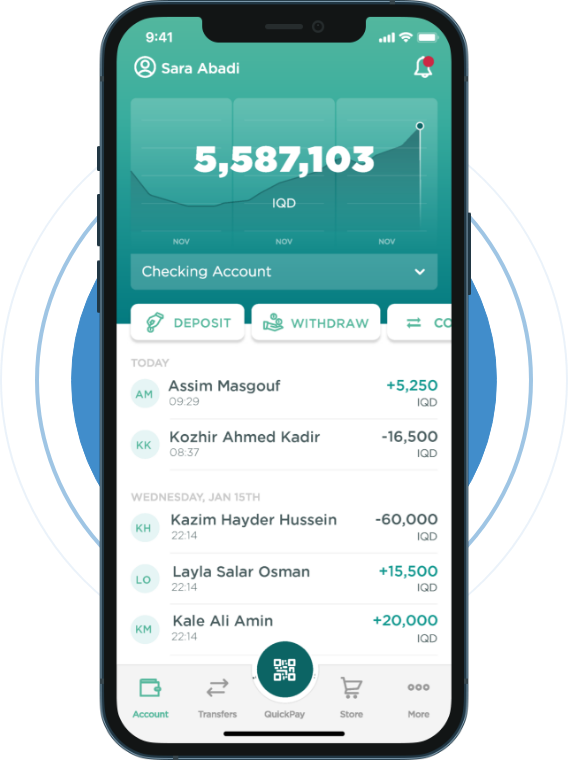 9:41
Sara Abadi
5,587,103
IQD
NOV NOV NOV
Checking Account
DEPOSIT WITHDRAW CO
TODAY
AM Assim Masgouf +5,250
09:29 IQD
KK Kozhir Ahmed Kadir -16,500
08:37 IQD
WEDNESDAY, JAN 15TH
KH Kazim Hayder Hussein -60,000
22:14 IQD
LO Layla Salar Osman +15,500
22:14 IQD
KM Kale Ali Amin +20,000
22:14 IQD
Account Transfers QuickPay Store More